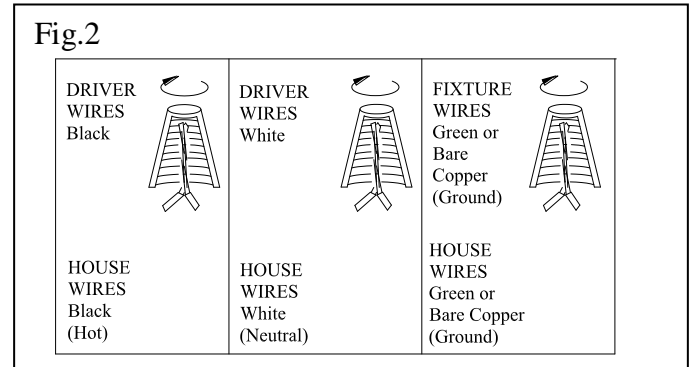 Fig.2
DRIVER
WIRES
Black
HOUSE
WIRES
Black
(Hot)
DRIVER
WIRES
White
HOUSE
WIRES
White
(Neutral)
FIXTURE
WIRES
Green or
Bare
Copper
(Ground)
HOUSE
WIRES
Green or
Bare Copper
(Ground)